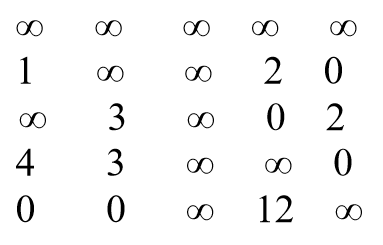 ∞ ∞ ∞ ∞ ∞
1 ∞ ∞ 2 0
∞ 3 ∞ 0 2
4 3 ∞ ∞ 0
0 0 ∞ 12 ∞